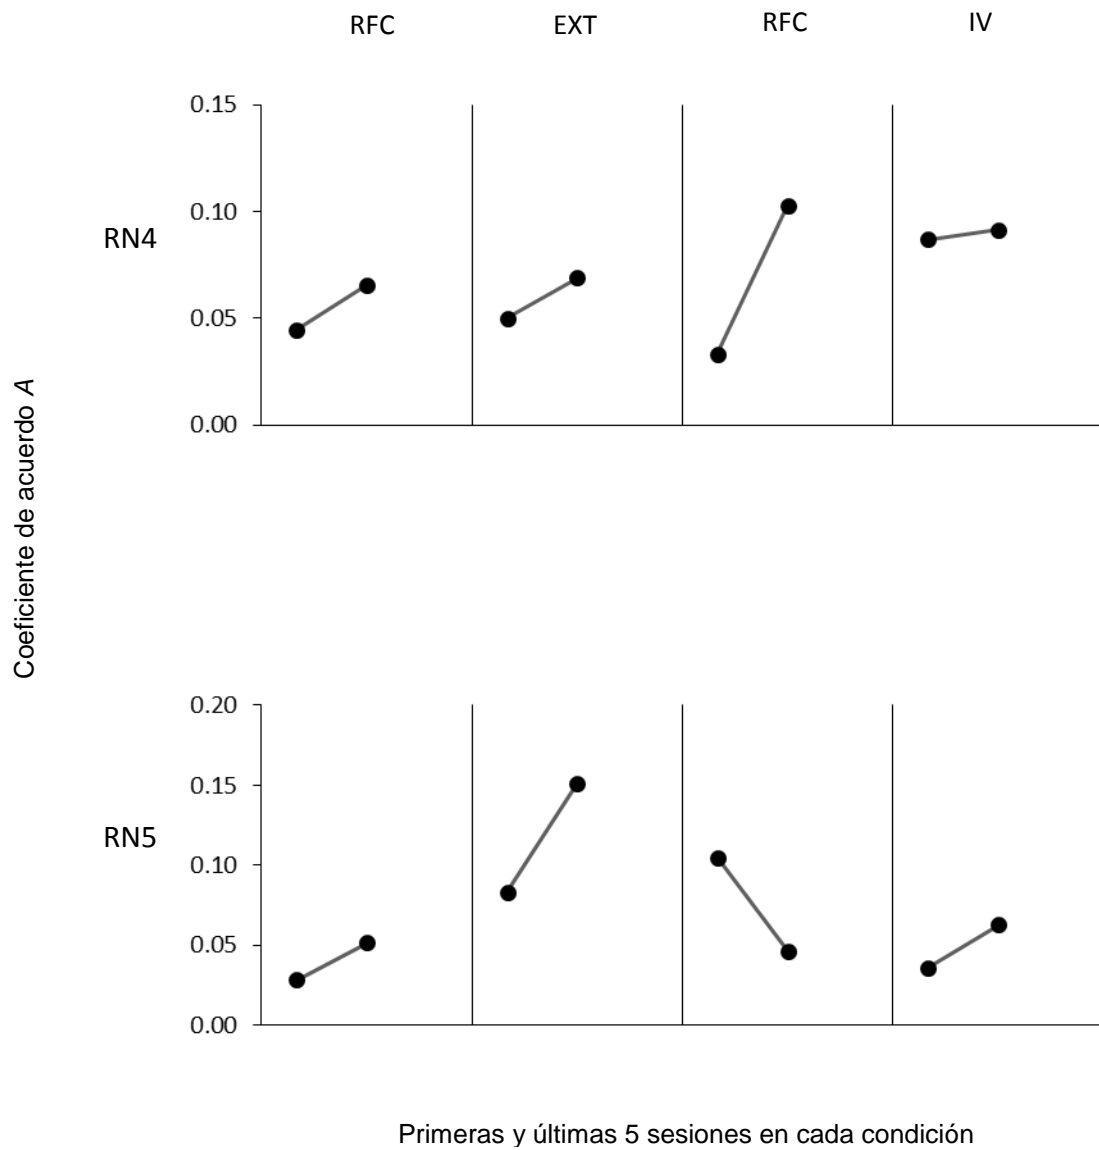 RFC EXT RFC IV
0.15
0.10
RN4
0.05
0.00
Coeficiente de acuerdo A
0.20
0.15
RN5
0.10
0.05
0.00
Primeras y últimas 5 sesiones en cada condición